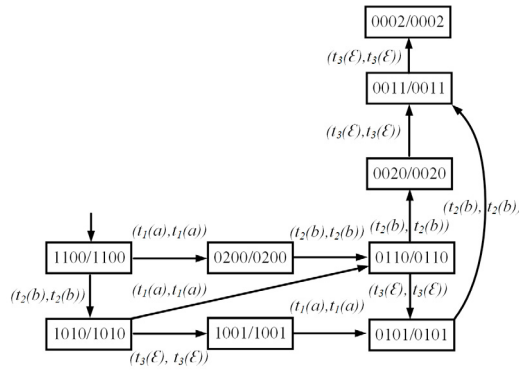 0002/0002
(t₃(ℰ),t₃(ℰ))
0011/0011
(t₃(ℰ),t₃(ℰ))
0020/0020
(t₂(b), t₂(b))
(t₁(a),t₁(a)) (t₂(b),t₂(b)) (t₂(b), t₂(b))
1100/1100 0200/0200 0110/0110
(t₂(b),t₂(b)) (t₁(a),t₁(a)) (t₃(ℰ), t₃(ℰ))
(t₁(a),t₁(a))
1010/1010 1001/1001 0101/0101
(t₃(ℰ), t₃(ℰ))